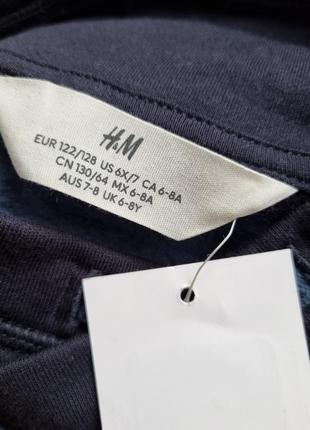 H&M
EUR 122/128 US 6X/7 CA 6-8A
CN 130/64 MX 6-8A
AUS 7-8 UK 6-8Y